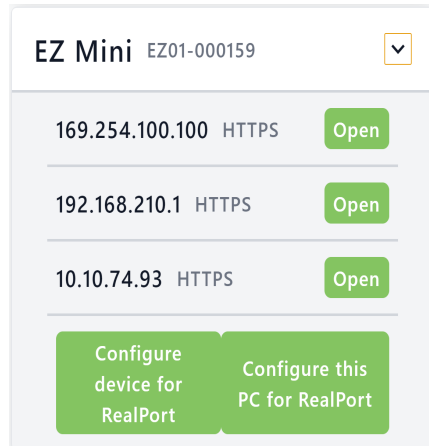 EZ Mini EZ01-000159
169.254.100.100 HTTPS Open
192.168.210.1 HTTPS Open
10.10.74.93 HTTPS Open
Configure
device for
RealPort
Configure this
PC for RealPort